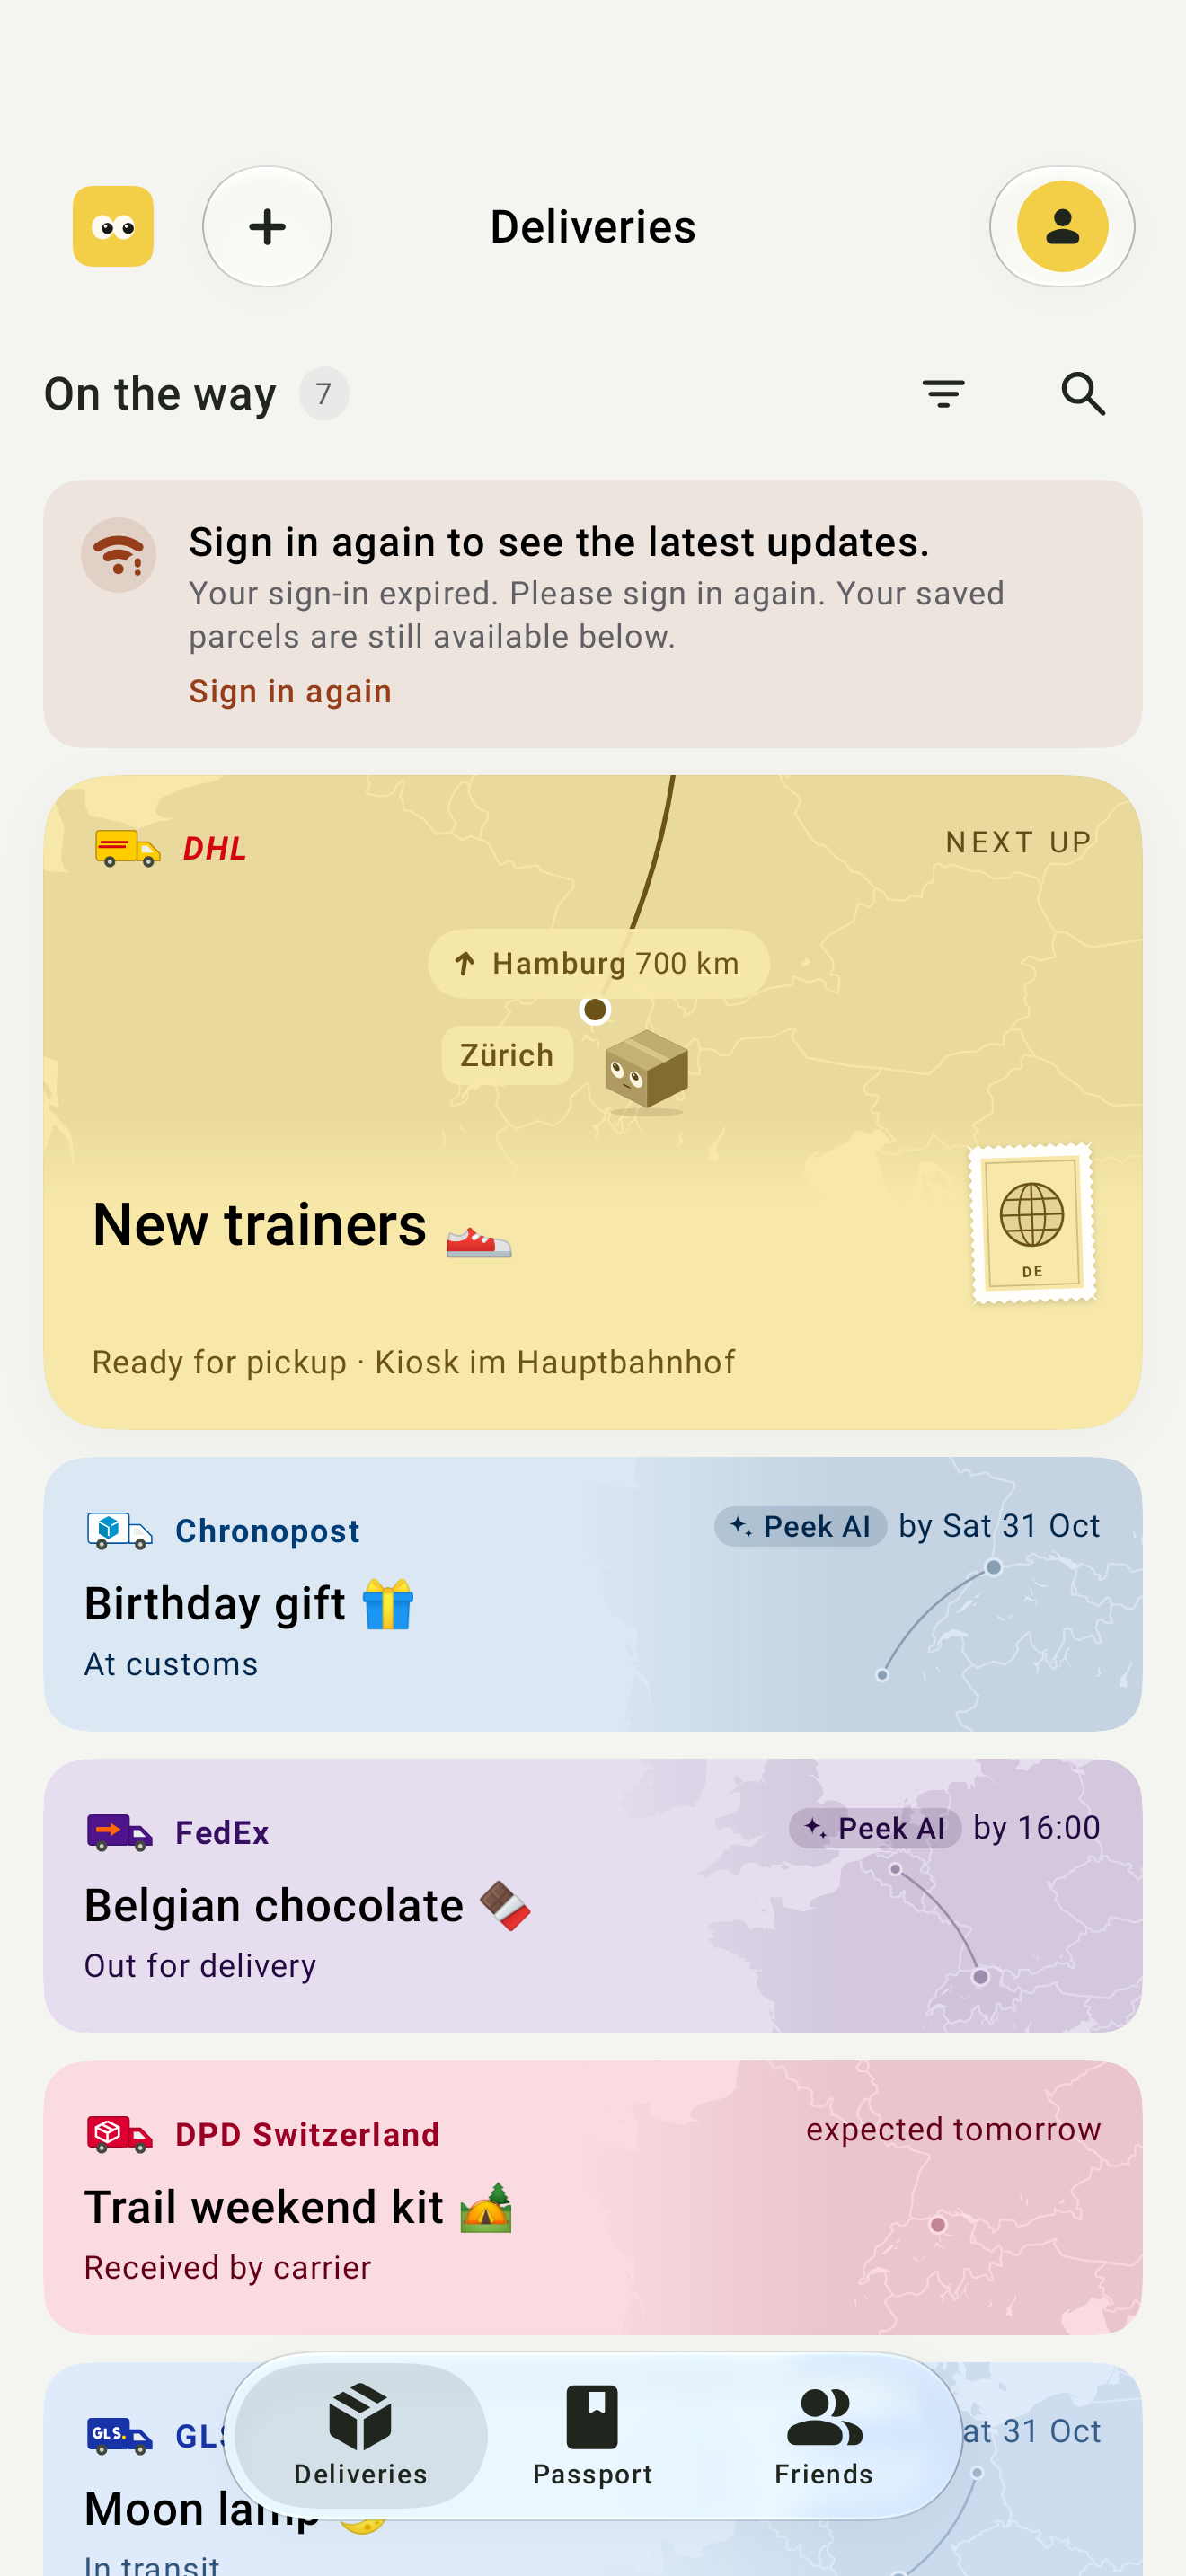 Deliveries
On the way 7
Sign in again to see the latest updates.
Your sign-in expired. Please sign in again. Your saved
parcels are still available below.
Sign in again
DHL
NEXT UP
Hamburg 700 km
Zürich
New trainers
DE
Ready for pickup · Kiosk im Hauptbahnhof
Chronopost
Peek AI by Sat 31 Oct
Birthday gift
At customs
FedEx
Peek AI by 16:00
Belgian chocolate
Out for delivery
DPD Switzerland
expected tomorrow
Trail weekend kit
Received by carrier
GLS.
31 Oct
Moon lamp
In transit
Deliveries
Passport
Friends